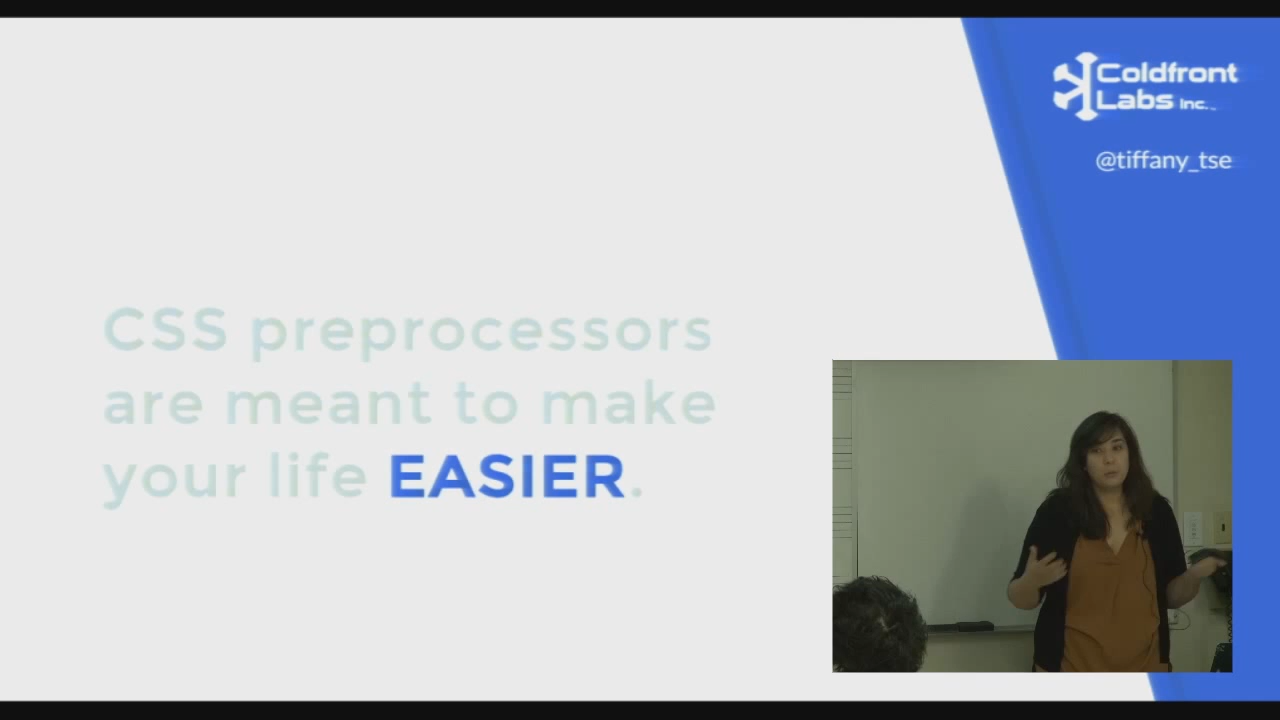 Coldfront
Labs Inc.
@tiffany_tse
CSS preprocessors
are meant to make
your life EASIER.